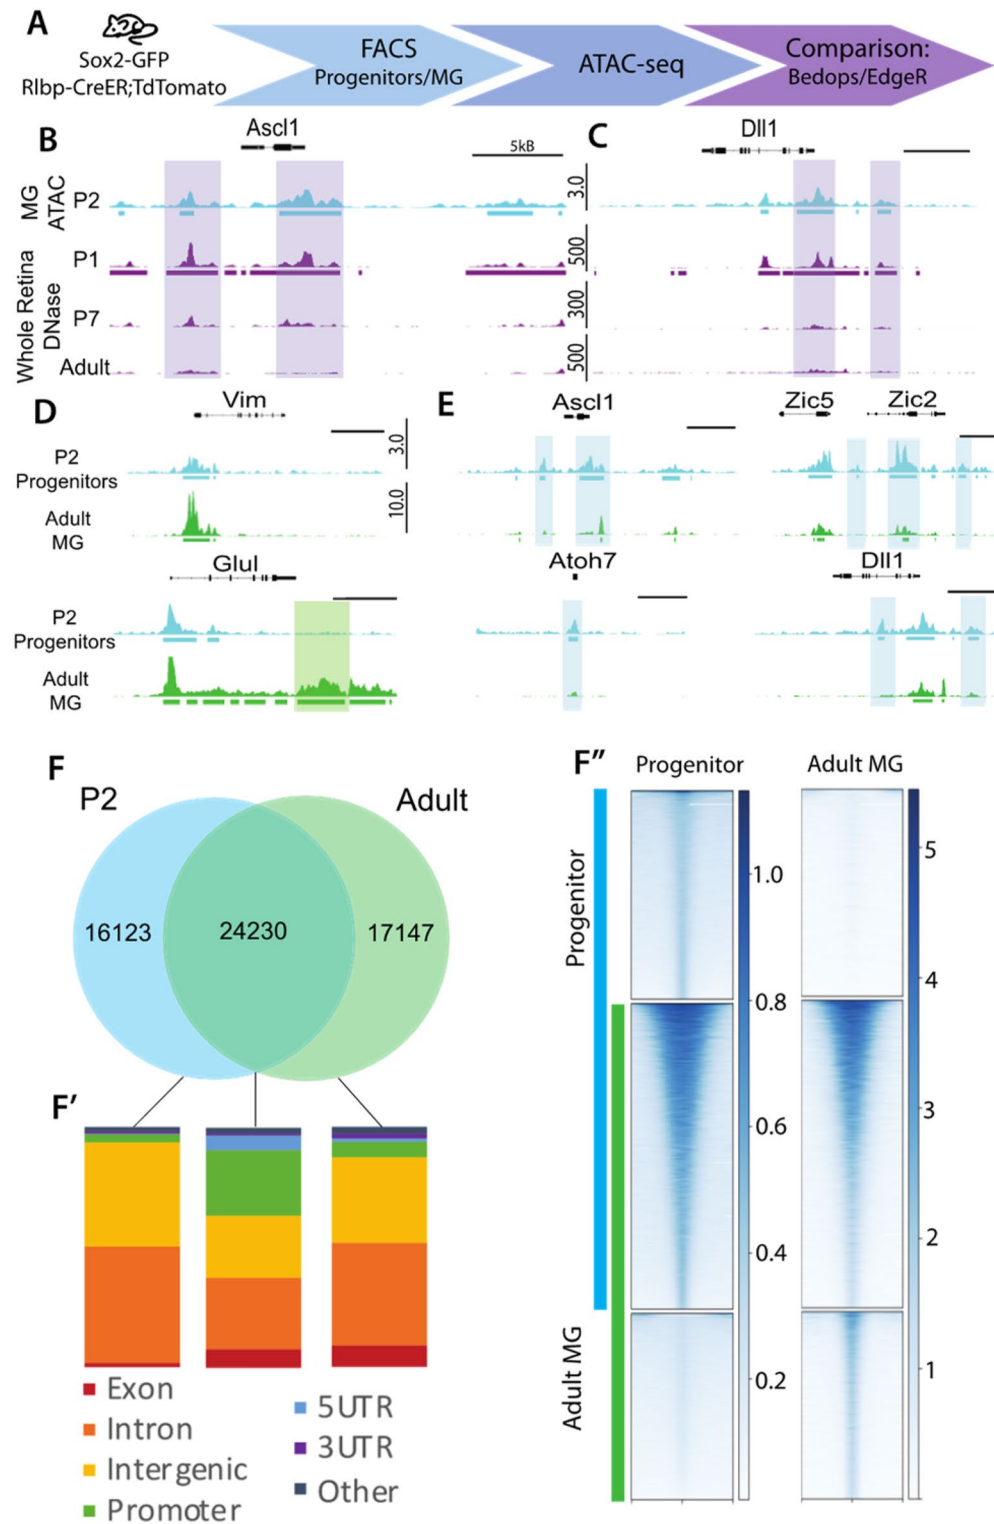 A
Sox2-GFP
Rlbp-CreER;TdTomato
FACS
Progenitors/MG
ATAC-seq
Comparison:
Bedops/EdgeR
B
Ascl1
5kB
C
Dll1
MG
ATAC
P2
3.0
Whole Retina
DNase
P1
500
P7
300
Adult
500
D
Vim
P2
Progenitors
3.0
Adult
MG
10.0
Glul
P2
Progenitors
Adult
MG
E
Ascl1
Zic5
Zic2
Atoh7
Dll1
F
P2
Adult
16123
24230
17147
F'
Exon
Intron
Intergenic
Promoter
5UTR
3UTR
Other
F"
Progenitor
Adult MG
Progenitor
Adult MG
1.0
0.8
0.6
0.4
0.2
5
4
3
2
1